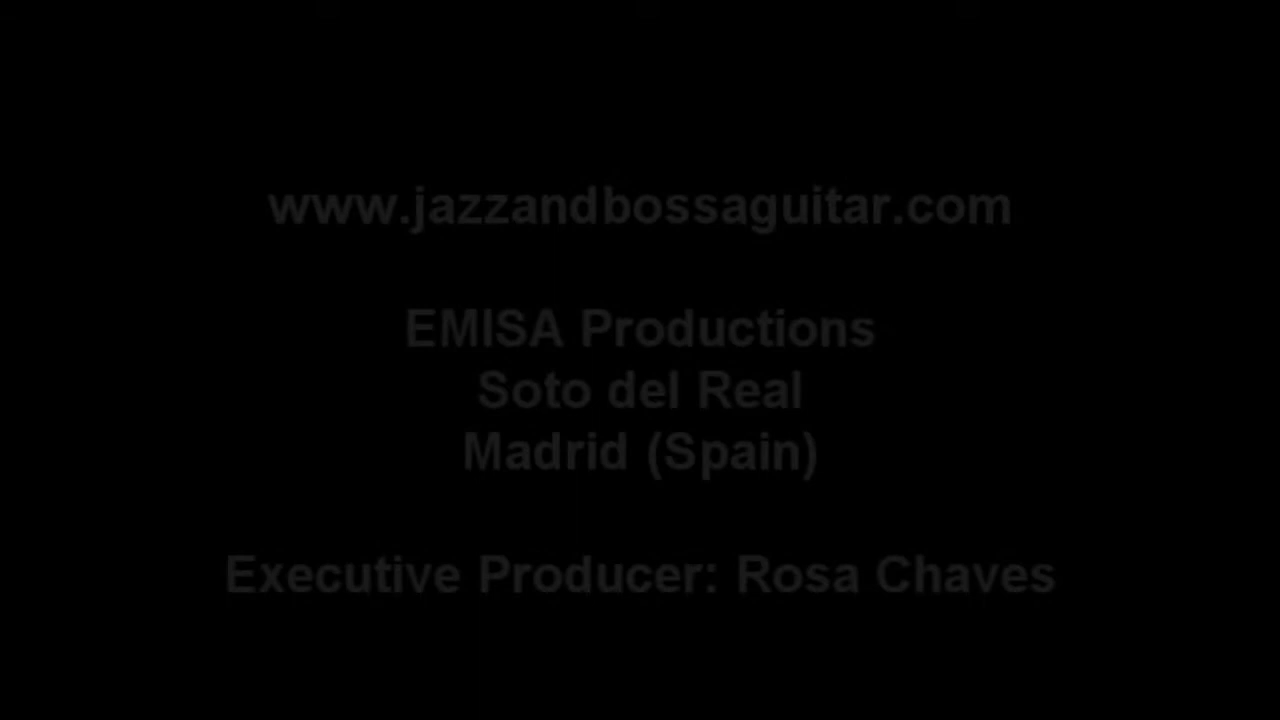 www.jazzandbossaguitar.com
EMISA Productions
Soto del Real
Madrid (Spain)
Executive Producer: Rosa Chaves